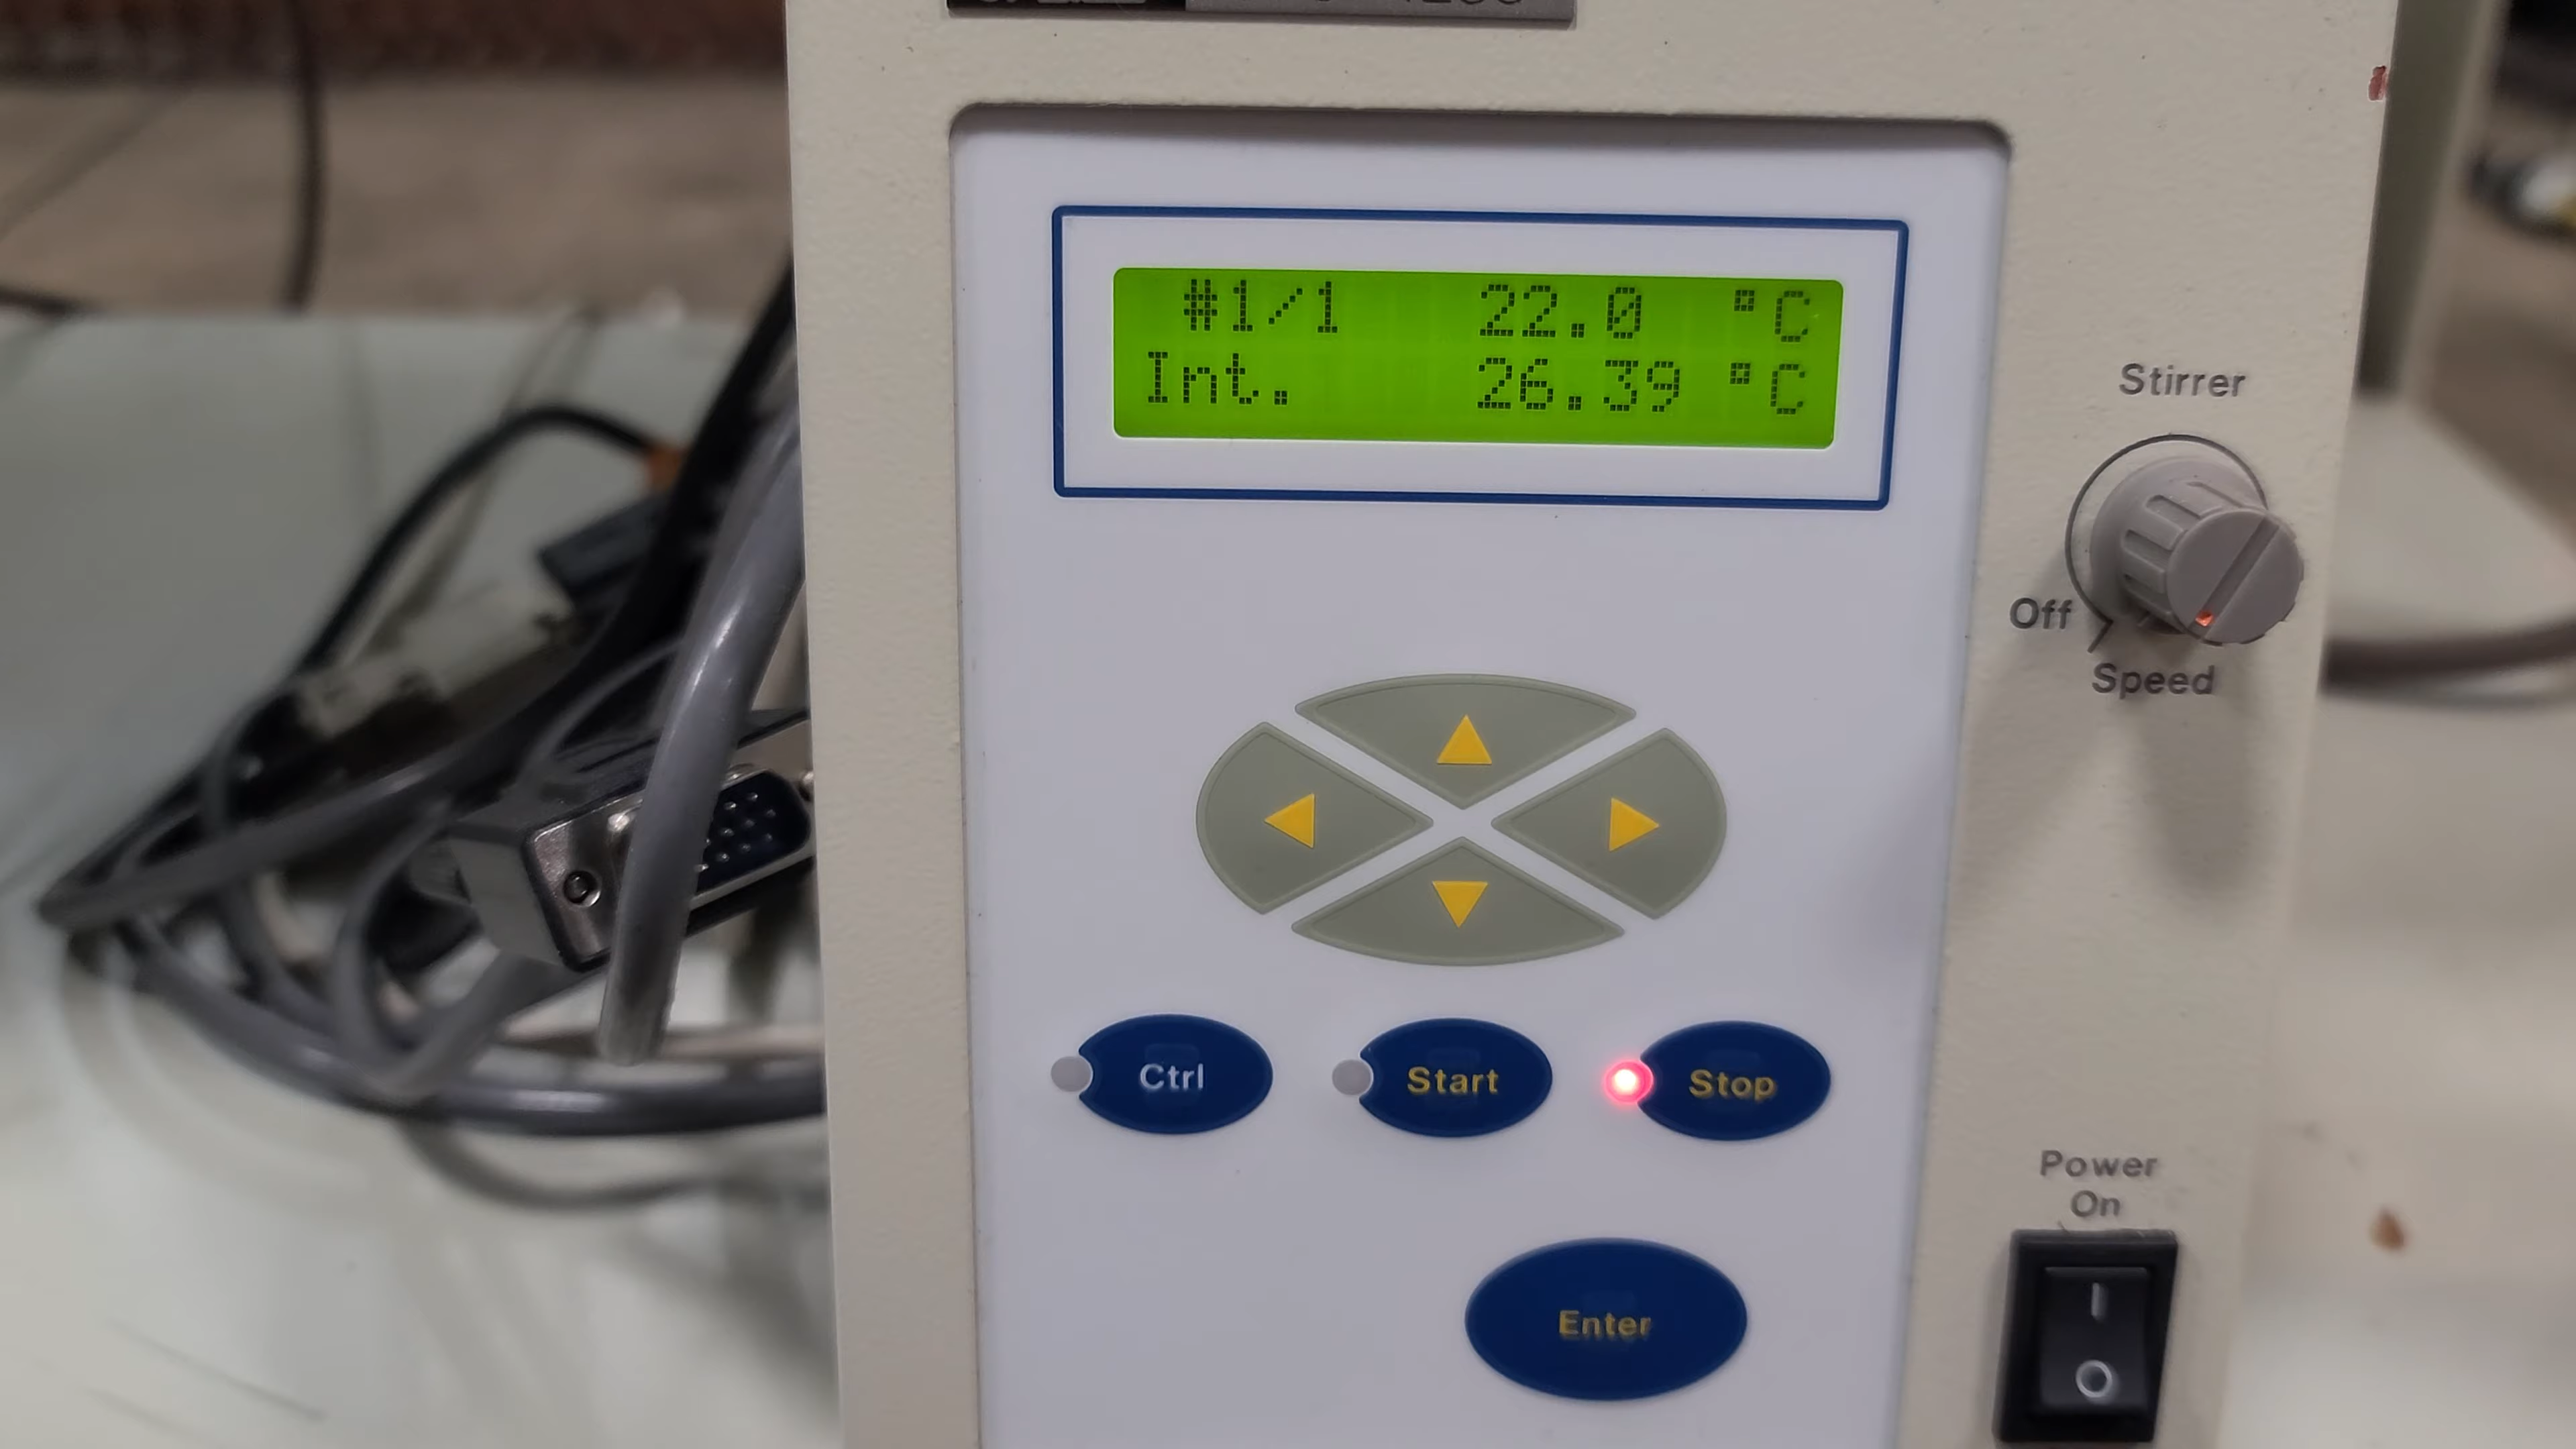 #1/1 22.0 °C
Int. 26.39 °C
Stirrer
Off
Speed
Ctrl
Start
Stop
Power
On
Enter